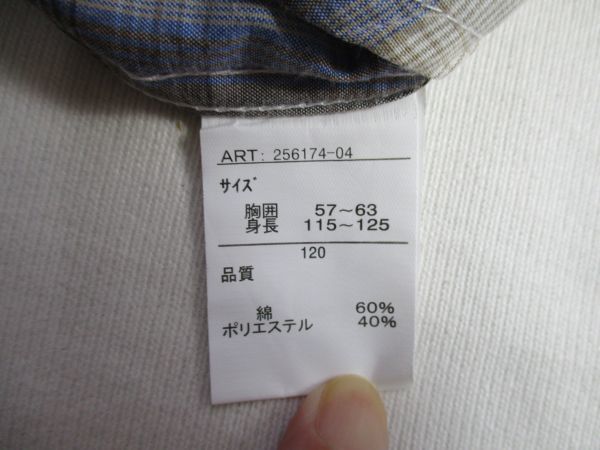 ART: 256174-04
サイズ
胸囲 57～63
身長 115～125
120
品質
綿 60%
ポリエステル 40%